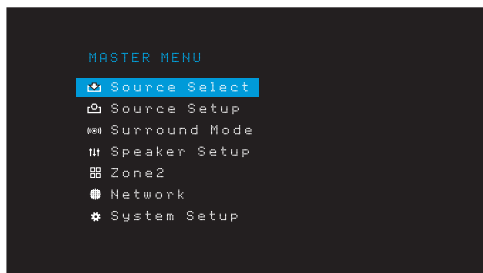 MASTER MENU
Source Select
Source Setup
Surround Mode
Speaker Setup
Zone2
Network
System Setup